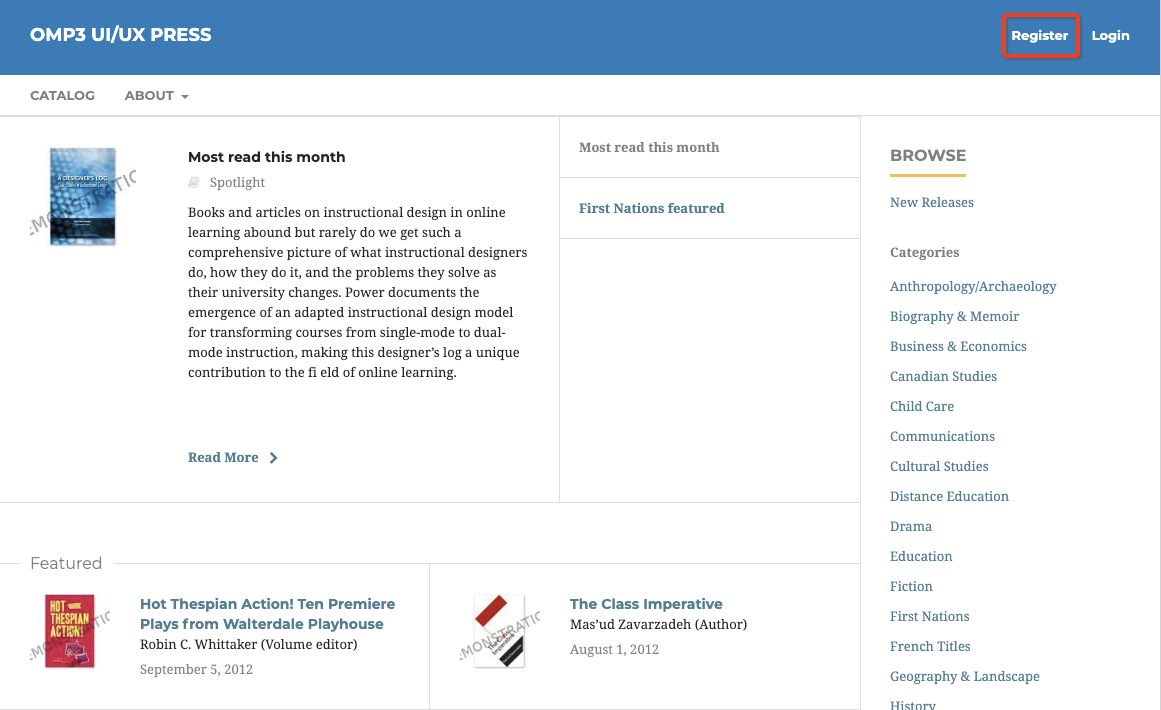 OMP3 UI/UX PRESS
Register
Login
CATALOG
ABOUT
A DESIGNER'S LOG
Most read this month
Spotlight
Books and articles on instructional design in online
learning abound but rarely do we get such a
comprehensive picture of what instructional designers
do, how they do it, and the problems they solve as
their university changes. Power documents the
emergence of an adapted instructional design model
for transforming courses from single-mode to dual-
mode instruction, making this designer's log a unique
contribution to the fi eld of online learning.
Read More
Most read this month
First Nations featured
Featured
HOT
THESPIAN
ACTION!
Hot Thespian Action! Ten Premiere
Plays from Walterdale Playhouse
Robin C. Whittaker (Volume editor)
September 5, 2012
The Class
Imperative
The Class Imperative
Mas'ud Zavarzadeh (Author)
August 1, 2012
BROWSE
New Releases
Categories
Anthropology/Archaeology
Biography & Memoir
Business & Economics
Canadian Studies
Child Care
Communications
Cultural Studies
Distance Education
Drama
Education
Fiction
First Nations
French Titles
Geography & Landscape
History